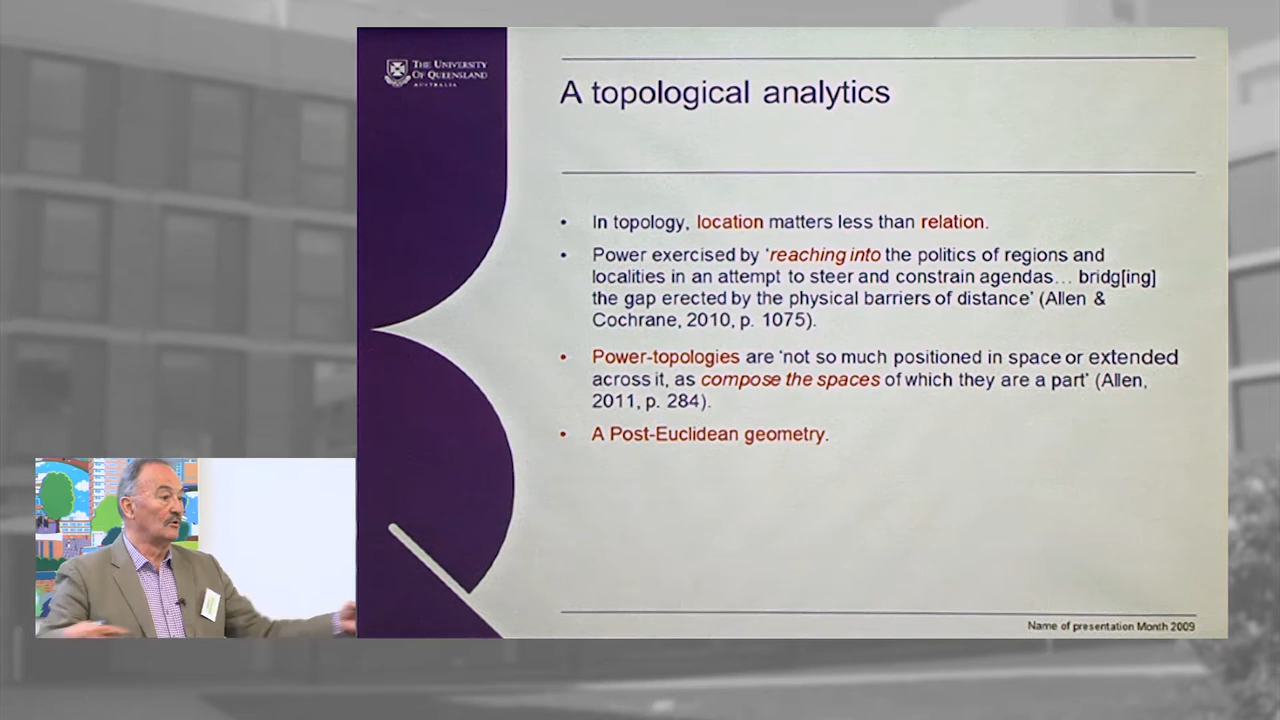 THE UNIVERSITY
OF QUEENSLAND
AUSTRALIA
A topological analytics
• In topology, location matters less than relation.
• Power exercised by ‘reaching into the politics of regions and
localities in an attempt to steer and constrain agendas… bridg[ing]
the gap erected by the physical barriers of distance’ (Allen &
Cochrane, 2010, p. 1075).
• Power-topologies are ‘not so much positioned in space or extended
across it, as compose the spaces of which they are a part’ (Allen,
2011, p. 284).
• A Post-Euclidean geometry.
Name of presentation Month 2009